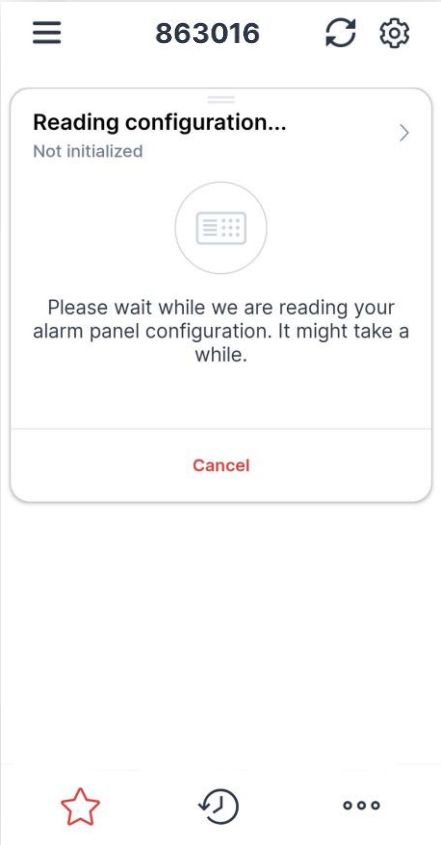 863016
Reading configuration...
Not initialized
Please wait while we are reading your
alarm panel configuration. It might take a
while.
Cancel